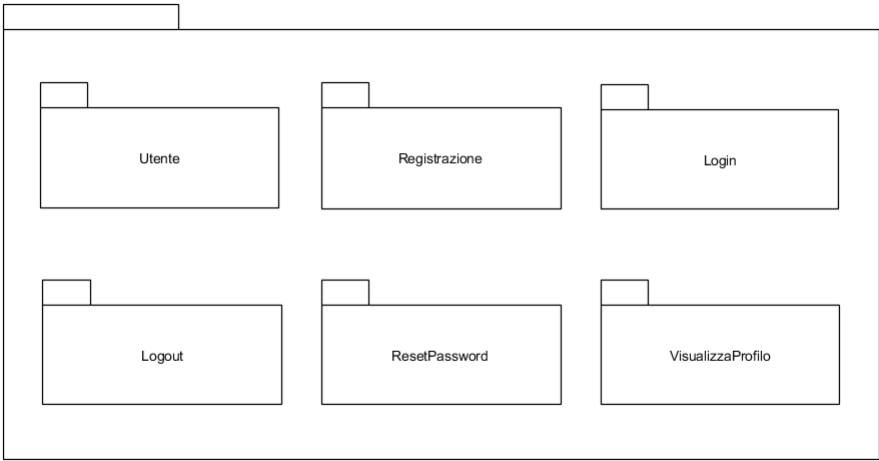 Utente
Registrazione
Login
Logout
ResetPassword
VisualizzaProfilo